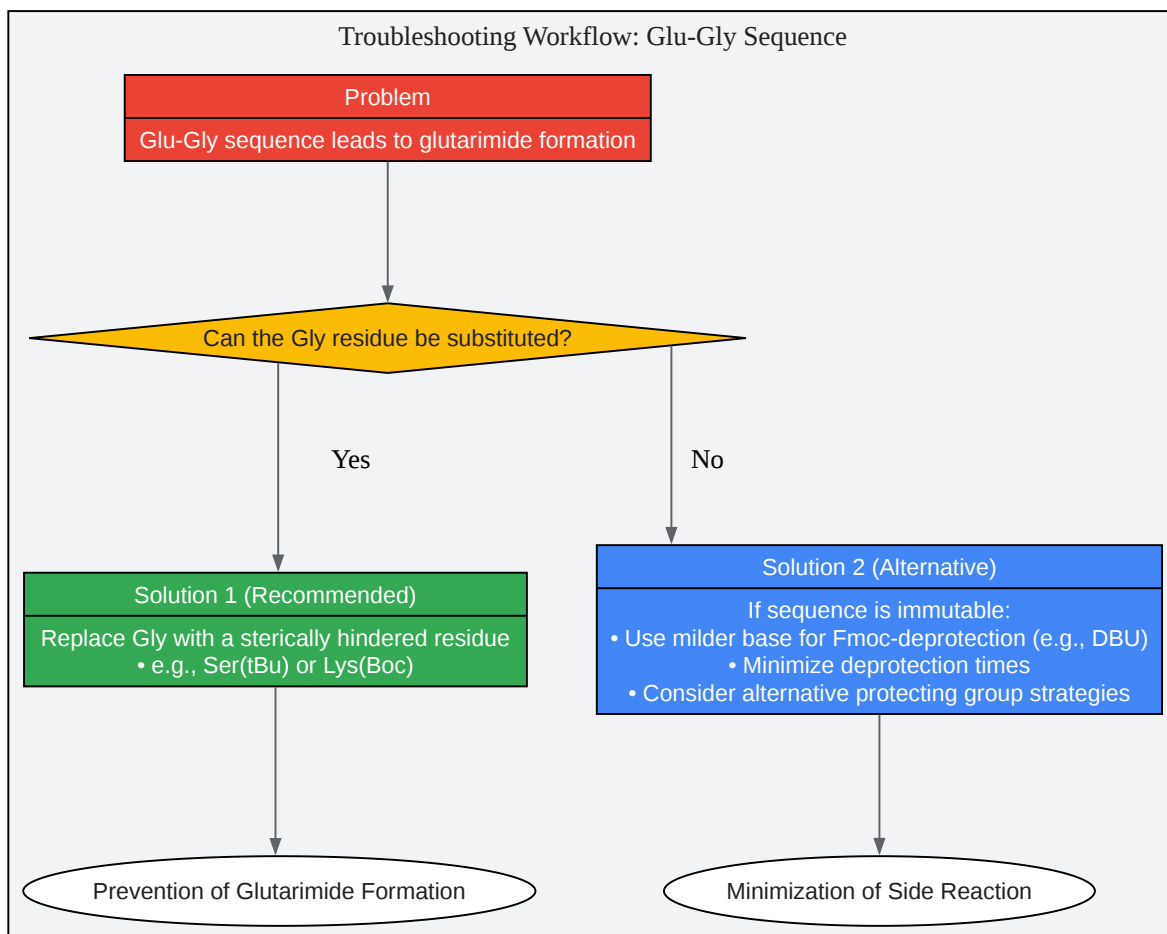 Troubleshooting Workflow: Glu-Gly Sequence
Problem
Glu-Gly sequence leads to glutarimide formation
Can the Gly residue be substituted?
Yes
No
Solution 1 (Recommended)
Replace Gly with a sterically hindered residue
• e.g., Ser(tBu) or Lys(Boc)
Solution 2 (Alternative)
If sequence is immutable:
• Use milder base for Fmoc-deprotection (e.g., DBU)
• Minimize deprotection times
• Consider alternative protecting group strategies
Prevention of Glutarimide Formation
Minimization of Side Reaction